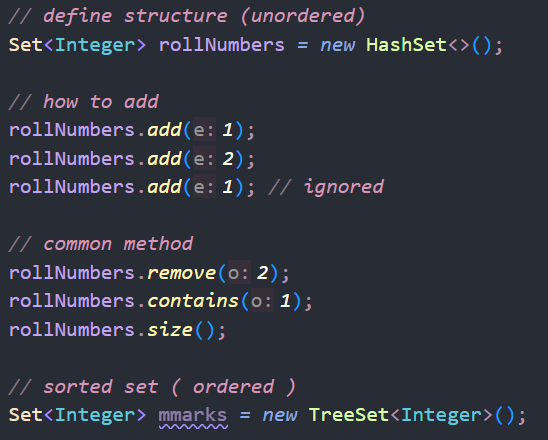 // define structure (unordered)
Set<Integer> rollNumbers = new HashSet<>();
// how to add
rollNumbers.add(e: 1);
rollNumbers.add(e: 2);
rollNumbers.add(e: 1); // ignored
// common method
rollNumbers.remove(o: 2);
rollNumbers.contains(o: 1);
rollNumbers.size();
// sorted set ( ordered )
Set<Integer> mmarks = new TreeSet<Integer>();